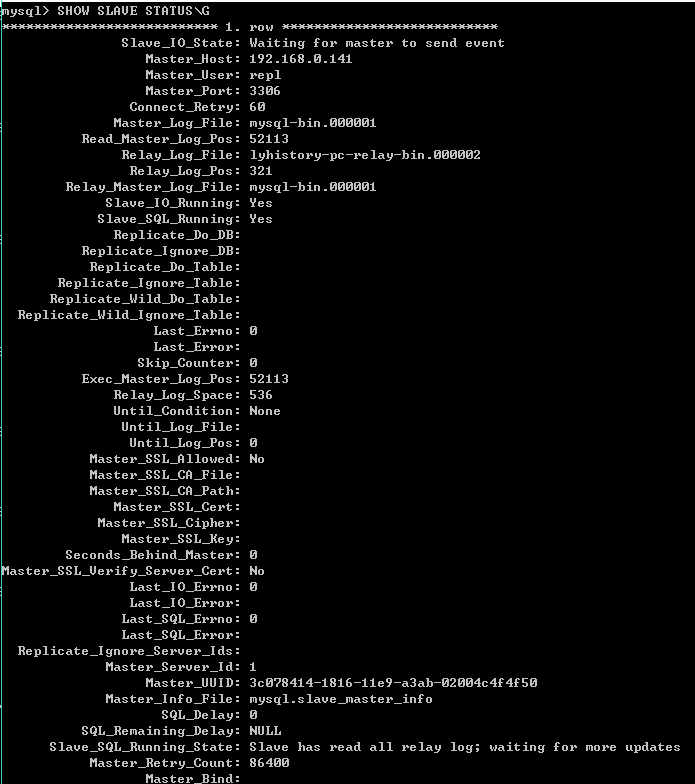 mysql> SHOW SLAVE STATUS\G
*************************** 1. row ***************************
Slave_IO_State: Waiting for master to send event
Master_Host: 192.168.0.141
Master_User: repl
Master_Port: 3306
Connect_Retry: 60
Master_Log_File: mysql-bin.000001
Read_Master_Log_Pos: 52113
Relay_Log_File: lyhistory-pc-relay-bin.000002
Relay_Log_Pos: 321
Relay_Master_Log_File: mysql-bin.000001
Slave_IO_Running: Yes
Slave_SQL_Running: Yes
Replicate_Do_DB:
Replicate_Ignore_DB:
Replicate_Do_Table:
Replicate_Ignore_Table:
Replicate_Wild_Do_Table:
Replicate_Wild_Ignore_Table:
Last_Errno: 0
Last_Error:
Skip_Counter: 0
Exec_Master_Log_Pos: 52113
Relay_Log_Space: 536
Until_Condition: None
Until_Log_File:
Until_Log_Pos: 0
Master_SSL_Allowed: No
Master_SSL_CA_File:
Master_SSL_CA_Path:
Master_SSL_Cert:
Master_SSL_Cipher:
Master_SSL_Key:
Seconds_Behind_Master: 0
Master_SSL_Verify_Server_Cert: No
Last_IO_Errno: 0
Last_IO_Error:
Last_SQL_Errno: 0
Last_SQL_Error:
Replicate_Ignore_Server_Ids:
Master_Server_Id: 1
Master_UUID: 3c078414-1816-11e9-a3ab-02004c4f4f50
Master_Info_File: mysql.slave_master_info
SQL_Delay: 0
SQL_Remaining_Delay: NULL
Slave_SQL_Running_State: Slave has read all relay log; waiting for more updates
Master_Retry_Count: 86400
Master_Bind: